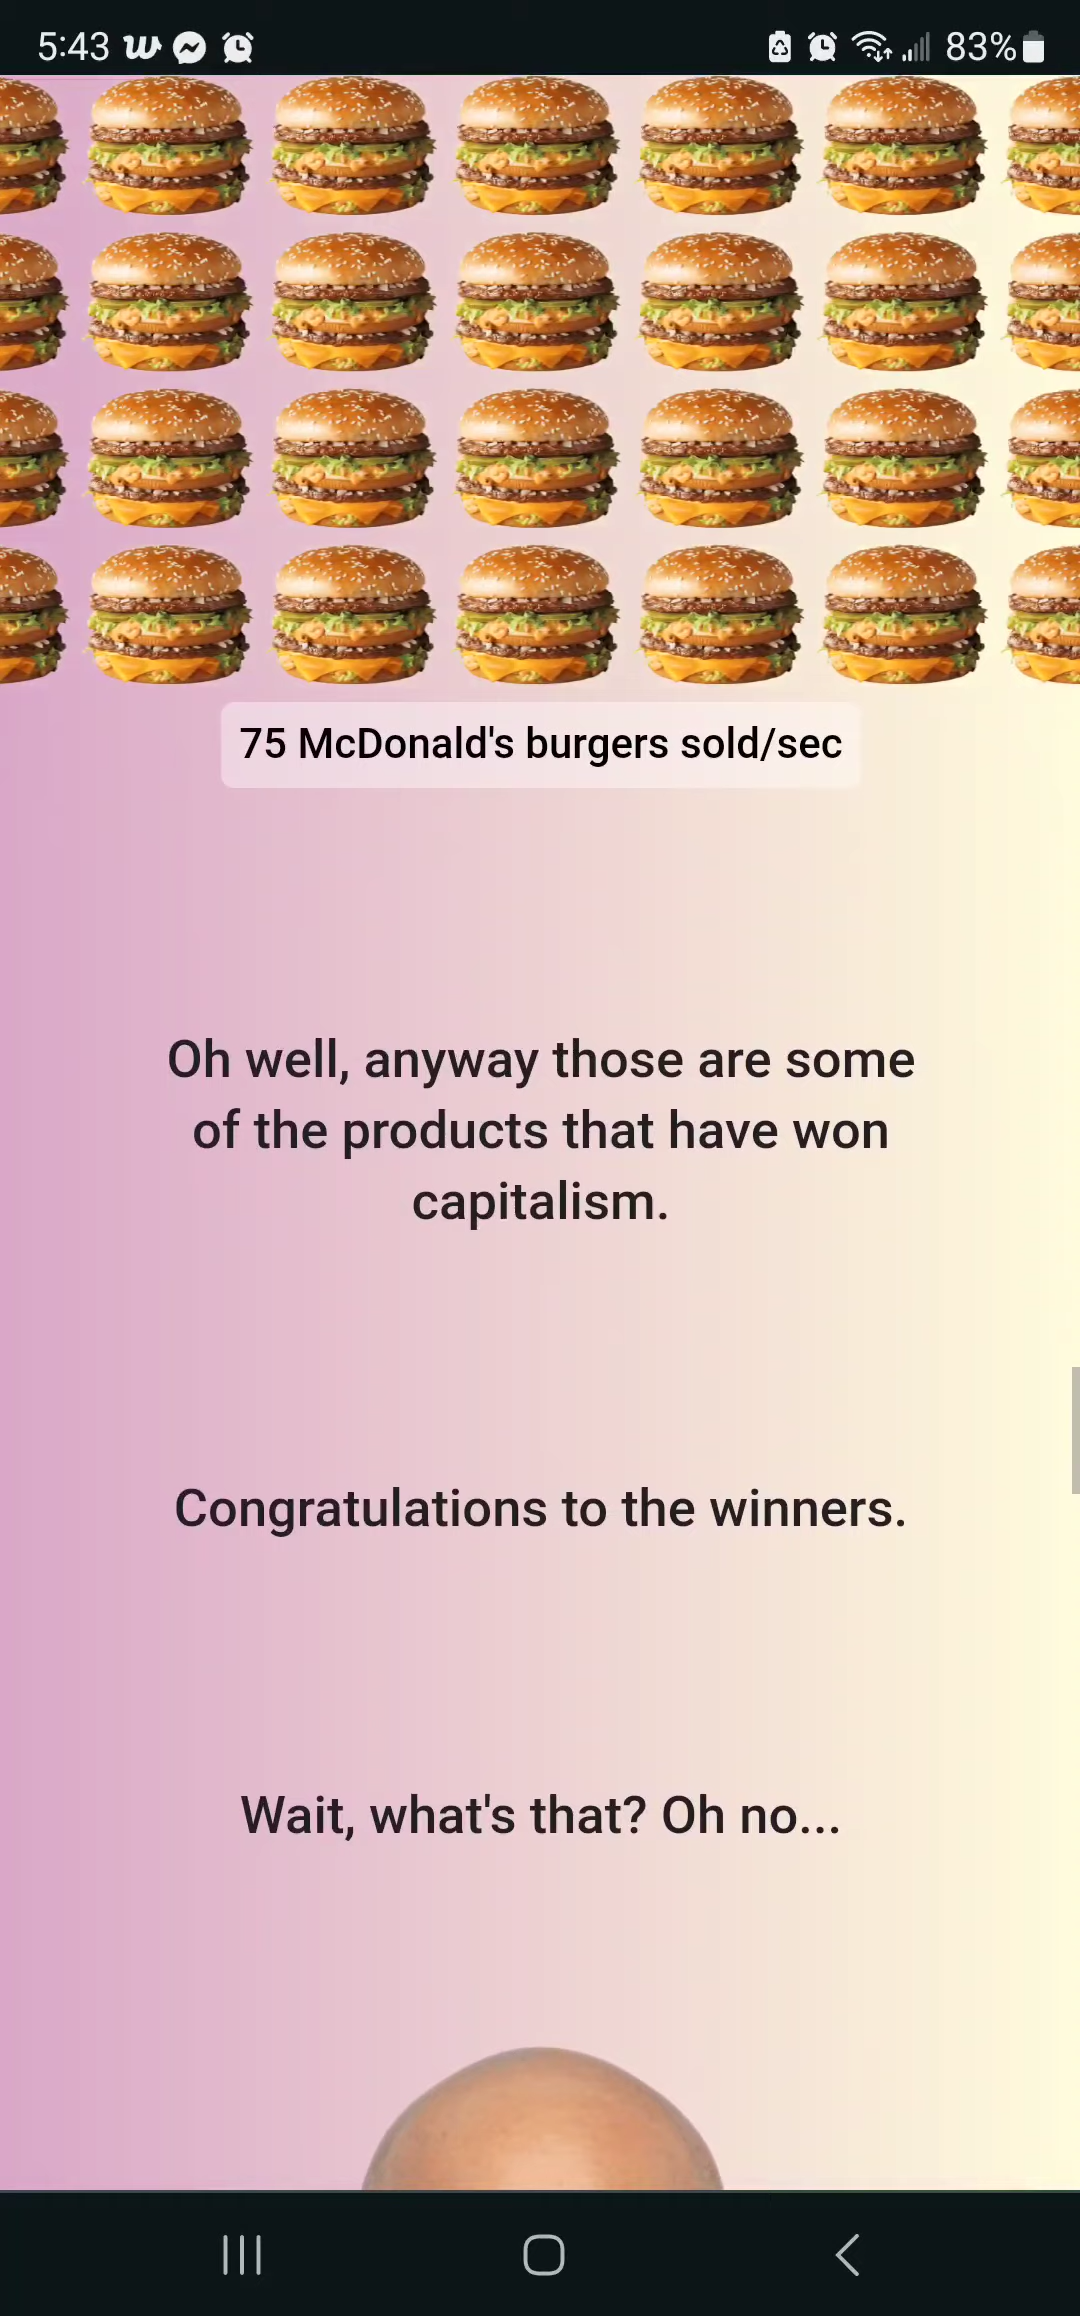 5:43 w 83%
75 McDonald's burgers sold/sec
Oh well, anyway those are some
of the products that have won
capitalism.
Congratulations to the winners.
Wait, what's that? Oh no...